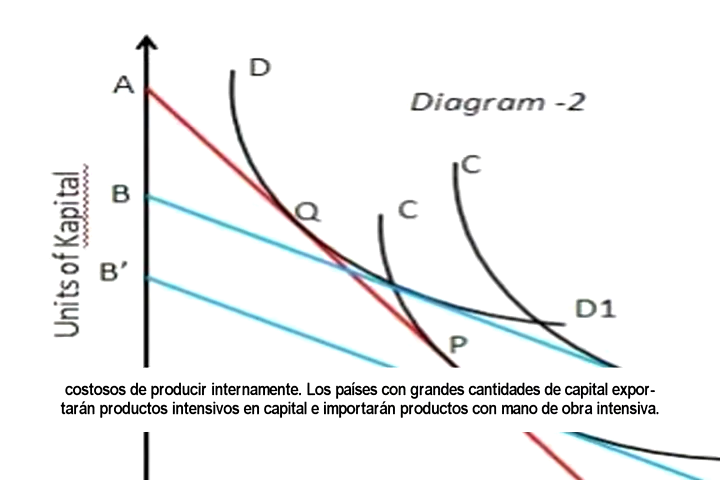 D
A
Diagram -2
C
B
Q
C
Units of Kapital
B'
D1
P
costosos de producir internamente. Los países con grandes cantidades de capital expor-
tarán productos intensivos en capital e importarán productos con mano de obra intensiva.